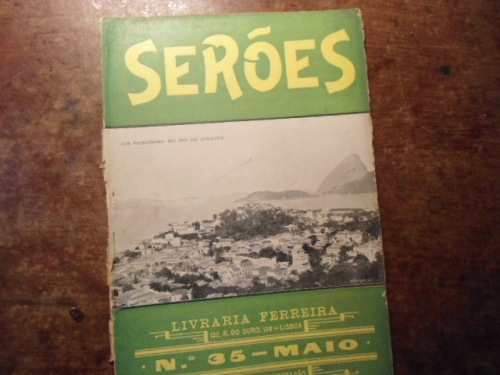 SERÕES
UM PANORAMA DO RIO DE JANEIRO
LIVRARIA FERREIRA
132, R. DO OURO, 138 – LISBOA
N.º 35 – MAIO